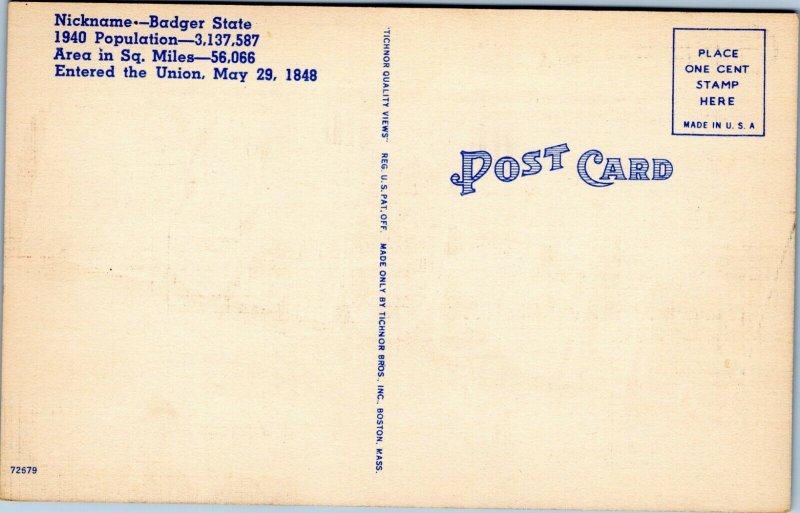 Nickname—Badger State
1940 Population—3,137,587
Area in Sq. Miles—56,066
Entered the Union, May 29, 1848
"TICHNOR QUALITY VIEWS" REG. U. S. PAT. OFF. MADE ONLY BY TICHNOR BROS., INC., BOSTON, MASS.
PLACE
ONE CENT
STAMP
HERE
MADE IN U. S. A
POST CARD
72679